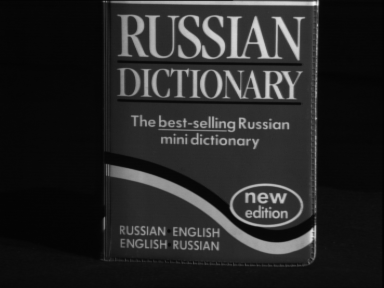 RUSSIAN
DICTIONARY
The best-selling Russian
mini dictionary
new
edition
RUSSIAN·ENGLISH
ENGLISH·RUSSIAN